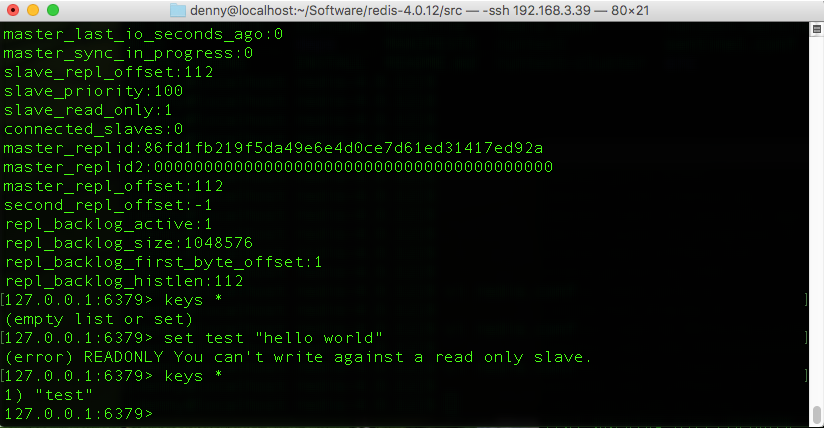 denny@localhost:~/Software/redis-4.0.12/src — -ssh 192.168.3.39 — 80×21
master_last_io_seconds_ago:0
master_sync_in_progress:0
slave_repl_offset:112
slave_priority:100
slave_read_only:1
connected_slaves:0
master_replid:86fd1fb219f5da49e6e4d0ce7d61ed31417ed92a
master_replid2:0000000000000000000000000000000000000000
master_repl_offset:112
second_repl_offset:-1
repl_backlog_active:1
repl_backlog_size:1048576
repl_backlog_first_byte_offset:1
repl_backlog_histlen:112
[127.0.0.1:6379> keys * ]
(empty list or set)
[127.0.0.1:6379> set test "hello world" ]
(error) READONLY You can't write against a read only slave.
[127.0.0.1:6379> keys * ]
1) "test"
127.0.0.1:6379>